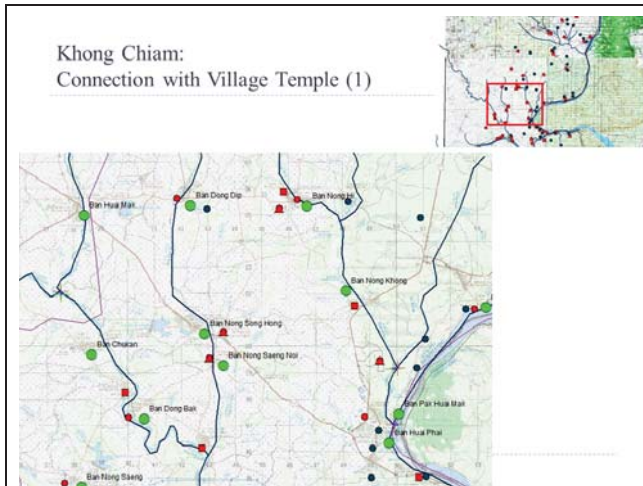 Khong Chiam:
Connection with Village Temple (1)
Ban Dong Dip
Ban Nong Hi
Ban Huai Mak
Ban Nong Khong
Ban Nong Song Hong
Ban Chokan
Ban Nong Saeng Noi
Ban Dong Bak
Ban Pak Huai Mak
Ban Huai Phai
Ban Nong Saeng